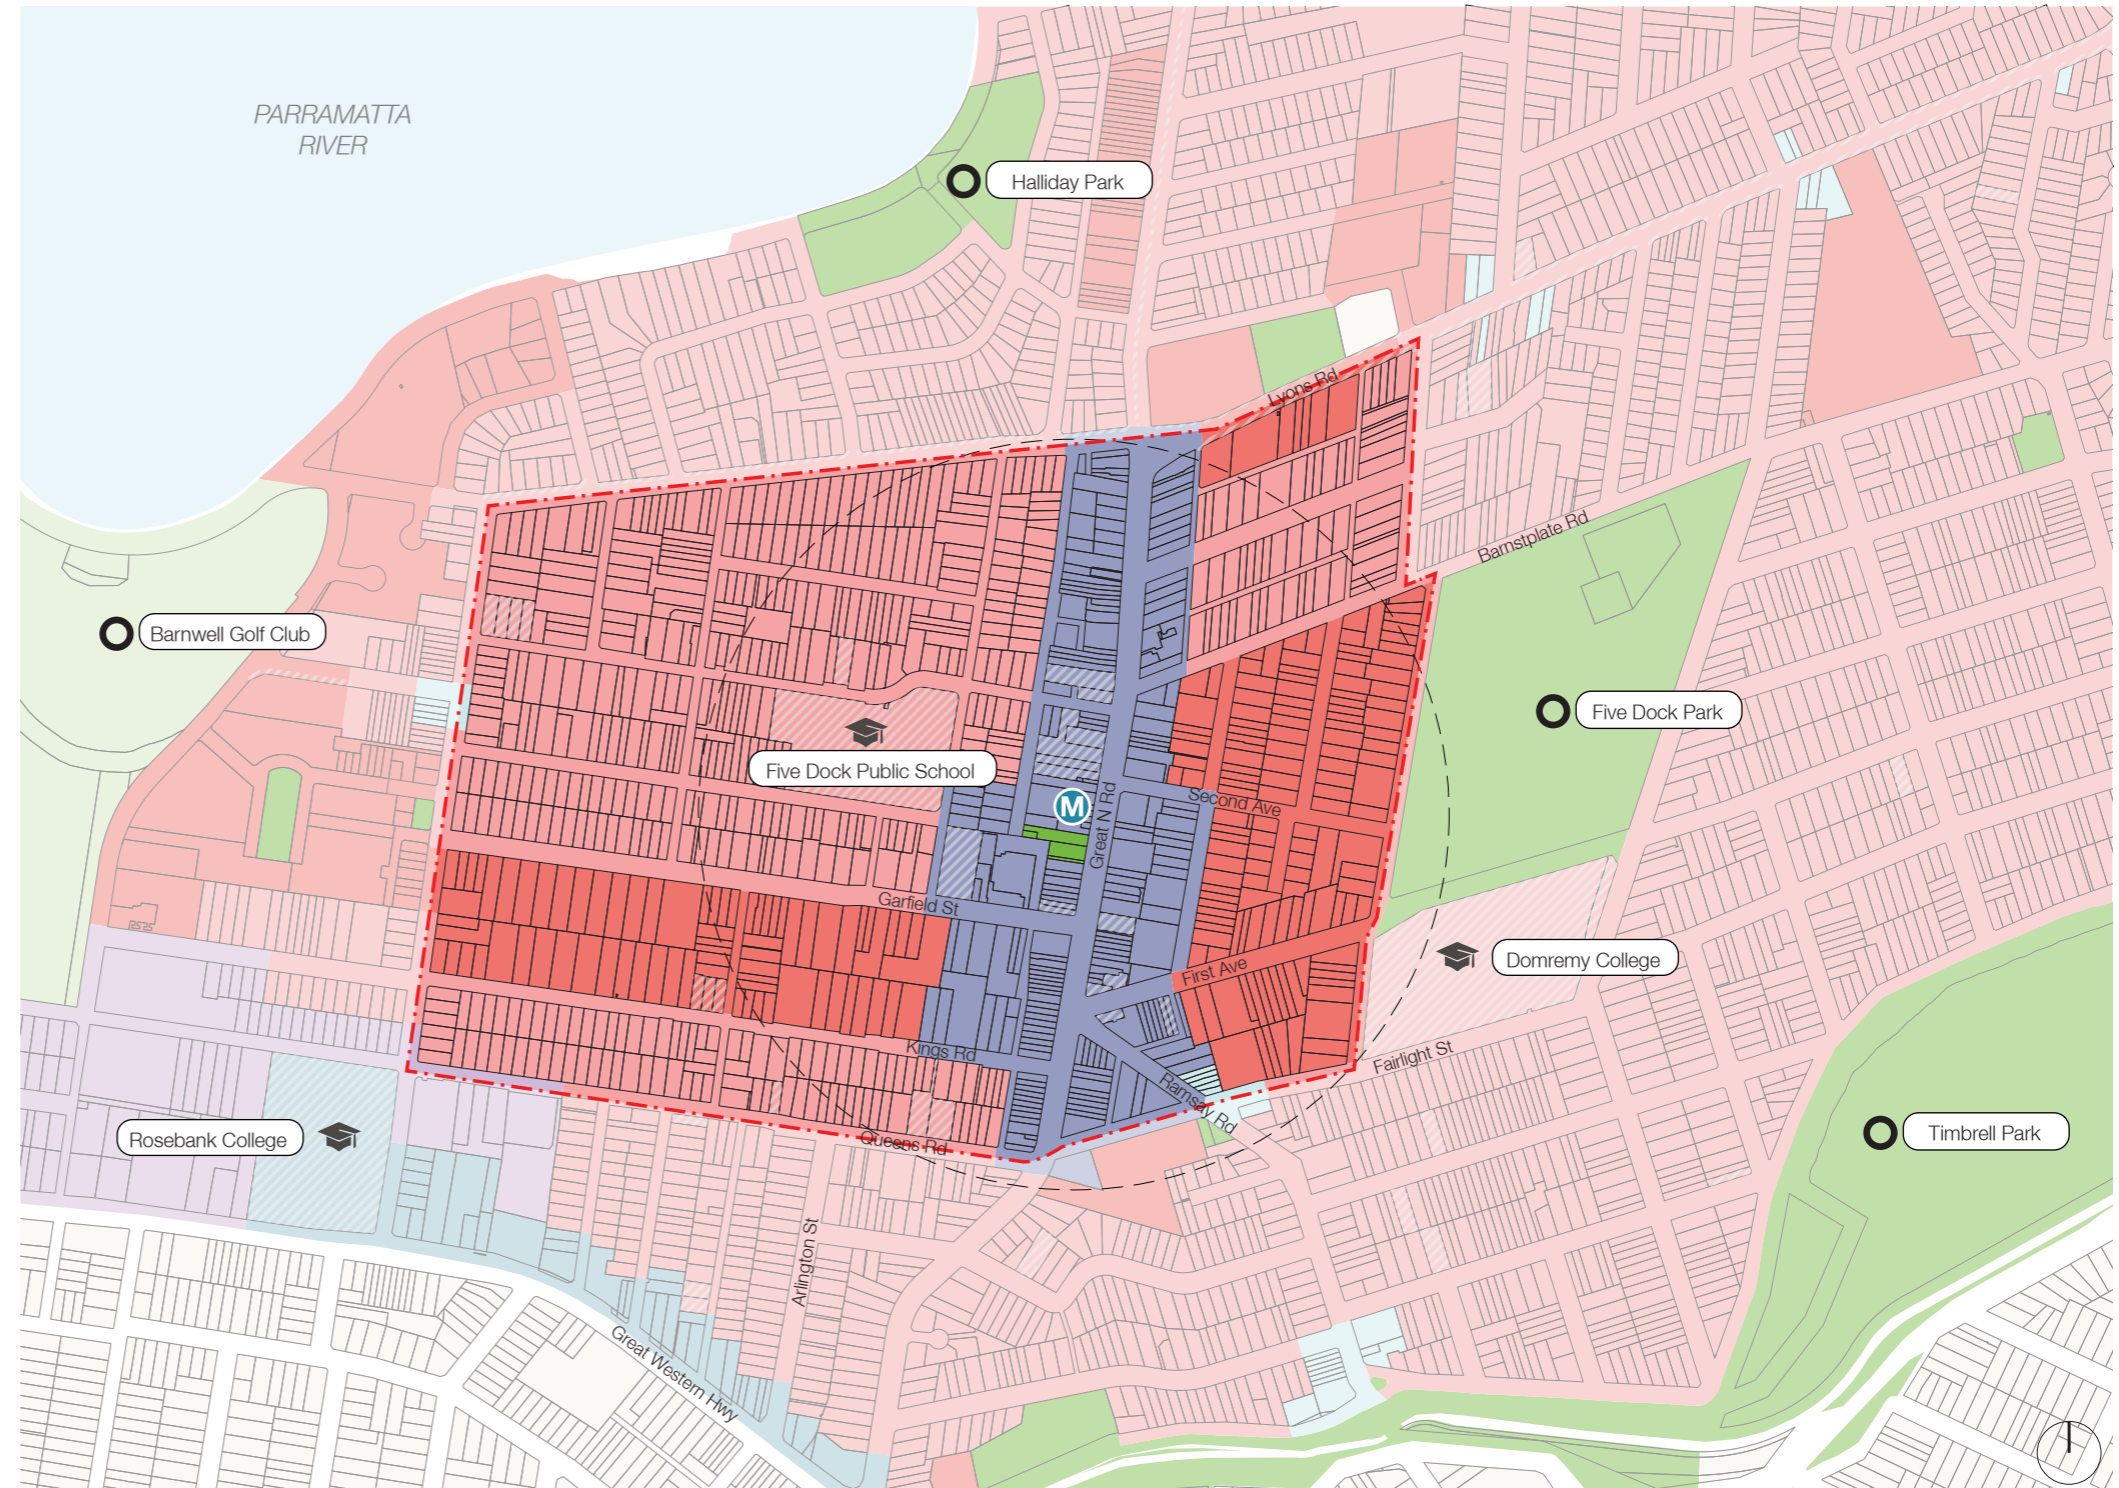 PARRAMATTA
RIVER
Halliday Park
Lyons Rd
Barnstplate Rd
Barnwell Golf Club
Five Dock Park
Five Dock Public School
M
Second Ave
Great N Rd
Garfield St
First Ave
Domremy College
Kings Rd
Fairlight St
Ramsay Rd
Rosebank College
Queens Rd
Timbrell Park
Arlington St
Great Western Hwy